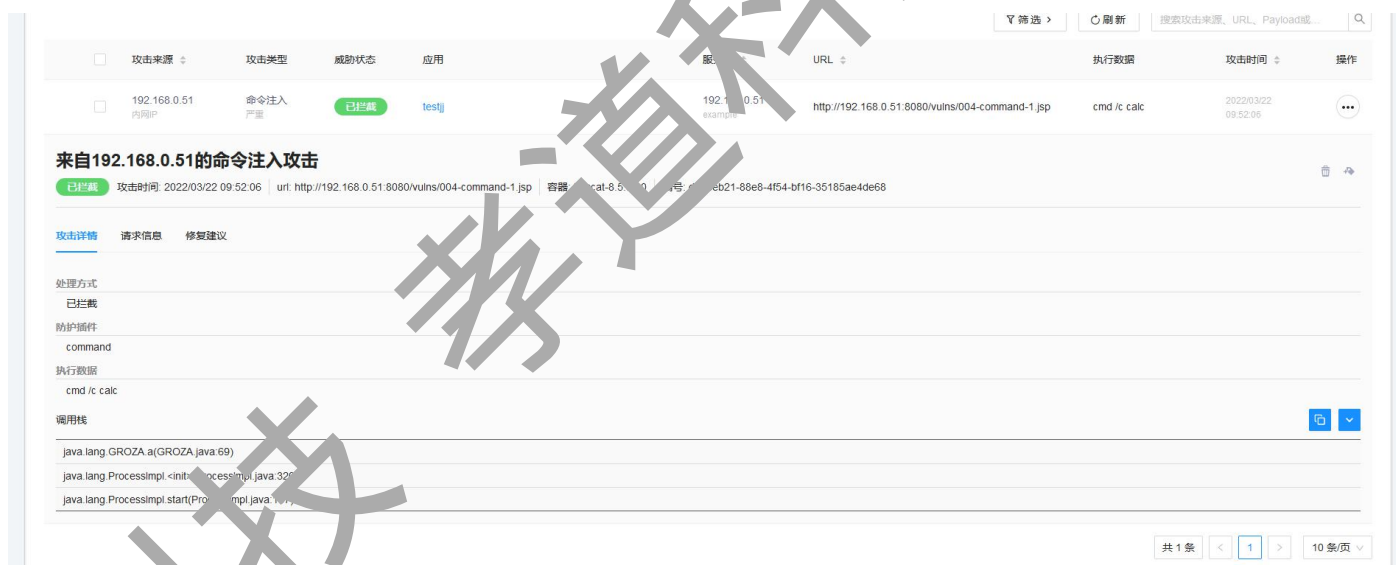 筛选 刷新 搜索攻击来源、URL、Payload或...
攻击来源 攻击类型 威胁状态 应用 URL 执行数据 攻击时间 操作
192.168.0.51 命令注入 已拦截 testjj http://192.168.0.51:8080/vulns/004-command-1.jsp cmd /c calc 2022/03/22
内网IP 严重 example 09:52:06
来自192.168.0.51的命令注入攻击
已拦截 攻击时间: 2022/03/22 09:52:06 url: http://192.168.0.51:8080/vulns/004-command-1.jsp 容器
攻击详情 请求信息 修复建议
处理方式
已拦截
防护插件
command
执行数据
cmd /c calc
调用栈
java.lang.GROZA.a(GROZA.java:69)
java.lang.ProcessImpl.<init>
java.lang.ProcessImpl.start
共 1 条 < 1 > 10 条/页
孝道科技